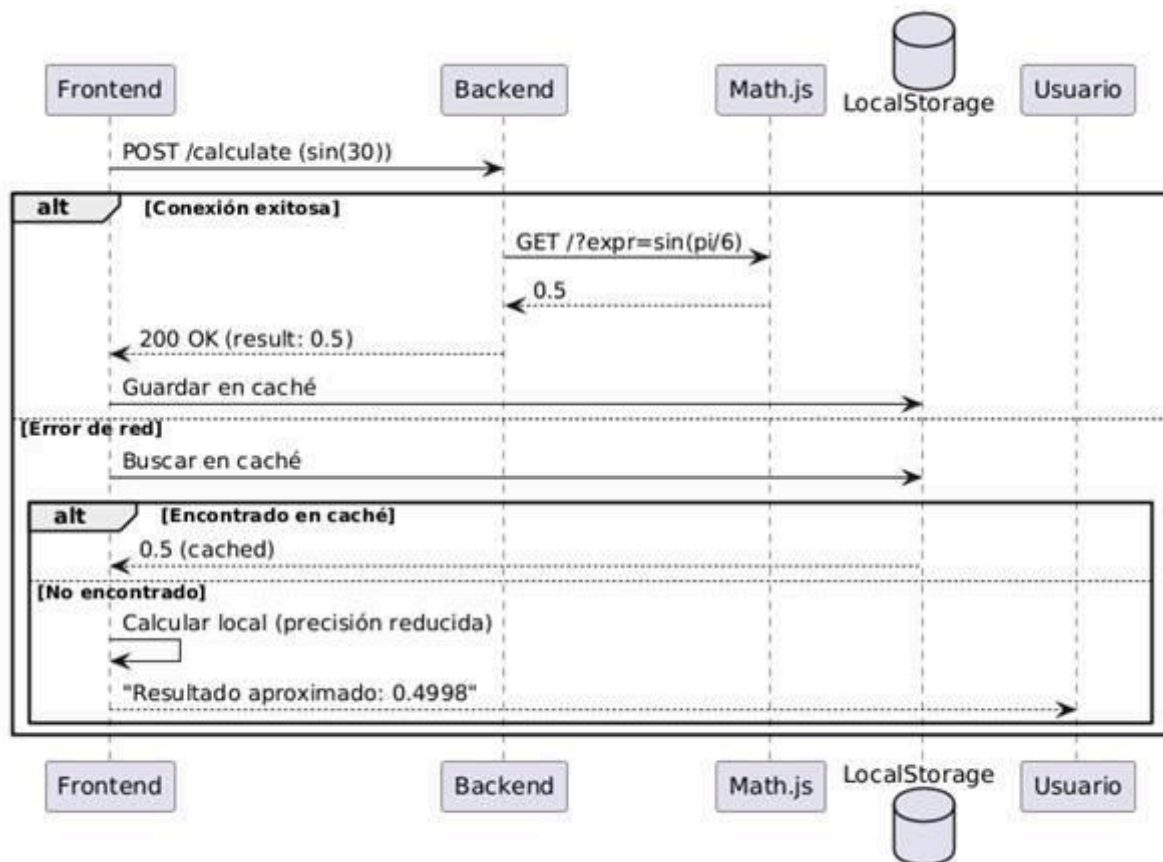 Frontend
Backend
Math.js
LocalStorage
Usuario
POST /calculate (sin(30))
alt
[Conexión exitosa]
GET /?expr=sin(pi/6)
0.5
200 OK (result: 0.5)
Guardar en caché
[Error de red]
Buscar en caché
alt
[Encontrado en caché]
0.5 (cached)
[No encontrado]
Calcular local (precisión reducida)
"Resultado aproximado: 0.4998"
Frontend
Backend
Math.js
LocalStorage
Usuario